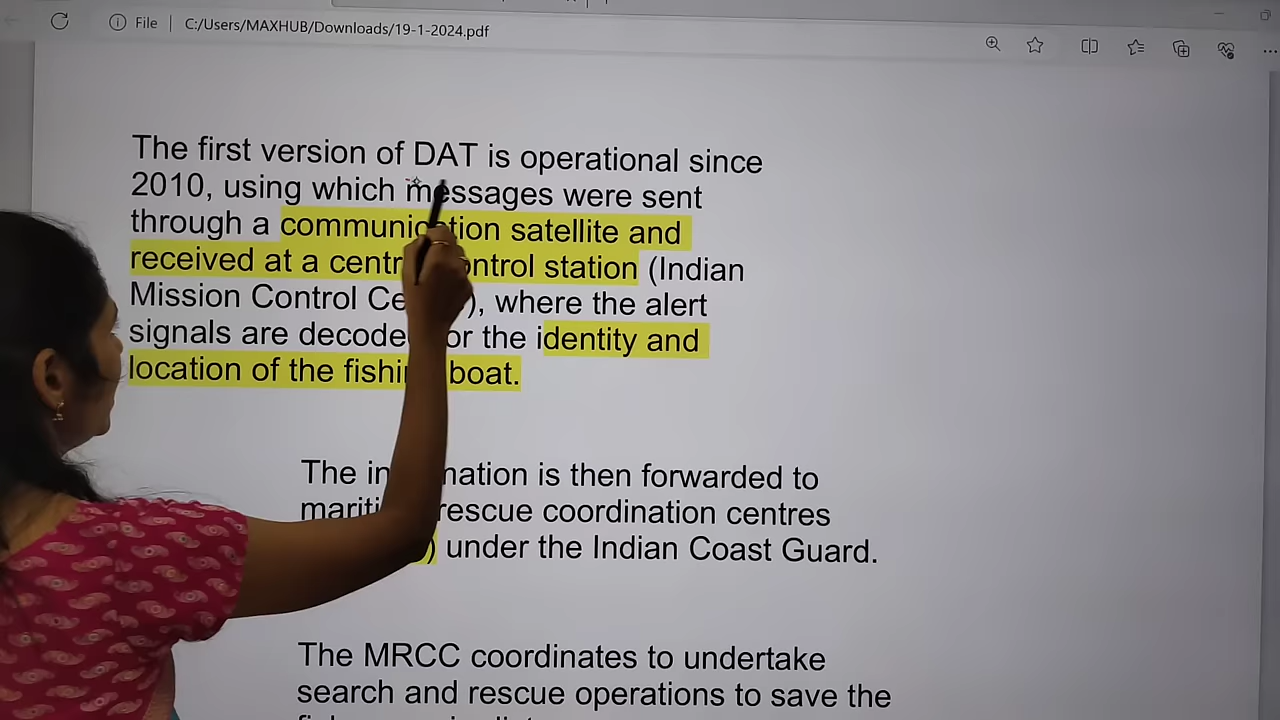 File C:/Users/MAXHUB/Downloads/19-1-2024.pdf
The first version of DAT is operational since
2010, using which messages were sent
through a communication satellite and
received at a control station (Indian
Mission Control), where the alert
signals are for the identity and
location of the boat.
The is then forwarded to
rescue coordination centres
under the Indian Coast Guard.
The MRCC coordinates to undertake
search and rescue operations to save the